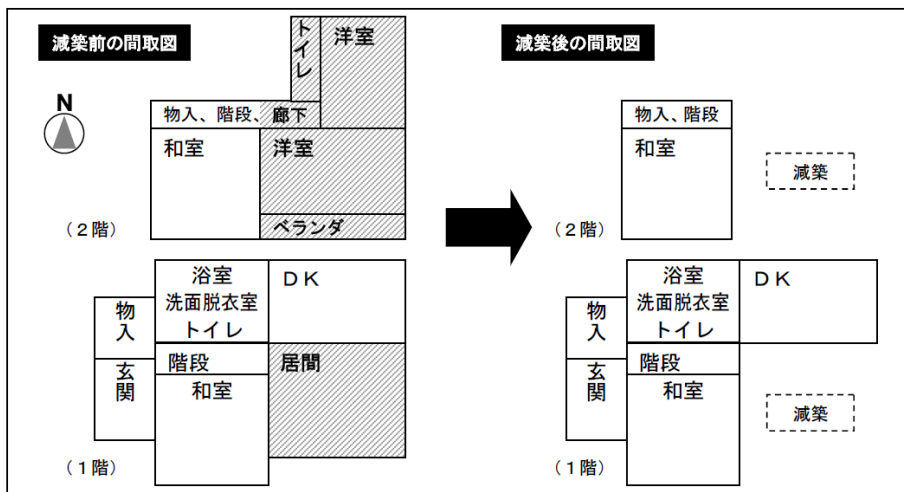 減築前の間取図
N
トイレ
洋室
物入、階段、廊下
和室
洋室
ベランダ
（２階）
浴室
洗面脱衣室
トイレ
ＤＫ
物入
玄関
階段
和室
居間
（１階）
減築後の間取図
物入、階段
和室
減築
（２階）
浴室
洗面脱衣室
トイレ
ＤＫ
物入
玄関
階段
和室
減築
（１階）